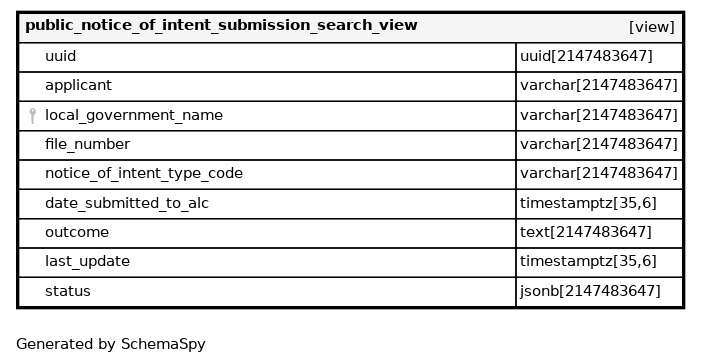 public_notice_of_intent_submission_search_view [view]
uuid uuid[2147483647]
applicant varchar[2147483647]
local_government_name varchar[2147483647]
file_number varchar[2147483647]
notice_of_intent_type_code varchar[2147483647]
date_submitted_to_alc timestamptz[35,6]
outcome text[2147483647]
last_update timestamptz[35,6]
status jsonb[2147483647]
Generated by SchemaSpy